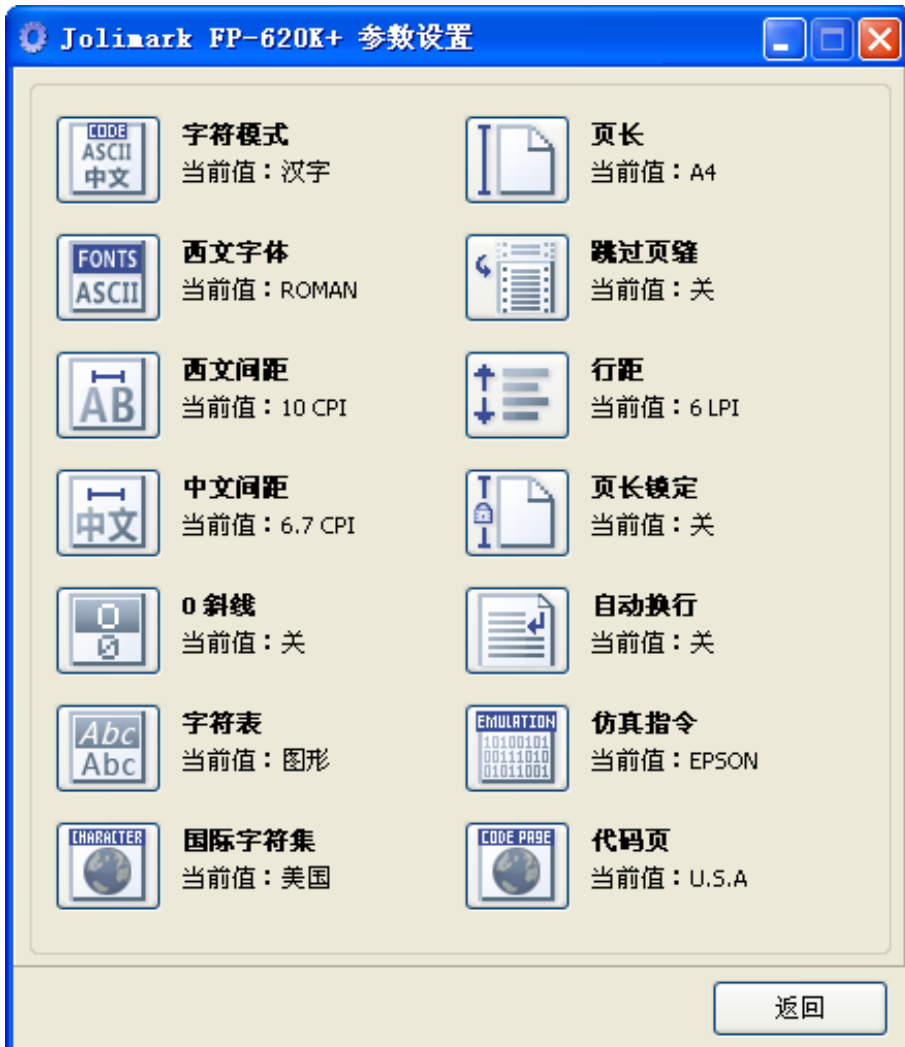 Jolimark FP-620K+ 参数设置
CODE
ASCII
中文
字符模式
当前值：汉字
页长
当前值：A4
FONTS
ASCII
西文字体
当前值：ROMAN
跳过页缝
当前值：关
AB
西文间距
当前值：10 CPI
行距
当前值：6 LPI
中文
中文间距
当前值：6.7 CPI
页长锁定
当前值：关
0
0
0 斜线
当前值：关
自动换行
当前值：关
Abc
Abc
字符表
当前值：图形
EMULATION
10100101
00111010
01011001
仿真指令
当前值：EPSON
CHARACTER
国际字符集
当前值：美国
CODE PAGE
代码页
当前值：U.S.A
返回